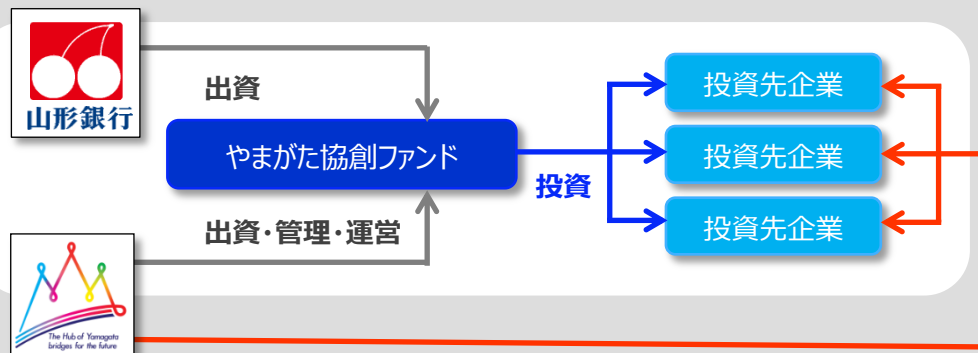 山形銀行
出資
やまがた協創ファンド
出資・管理・運営
投資
投資先企業
投資先企業
投資先企業
The Hub of Yamagata
bridges for the future